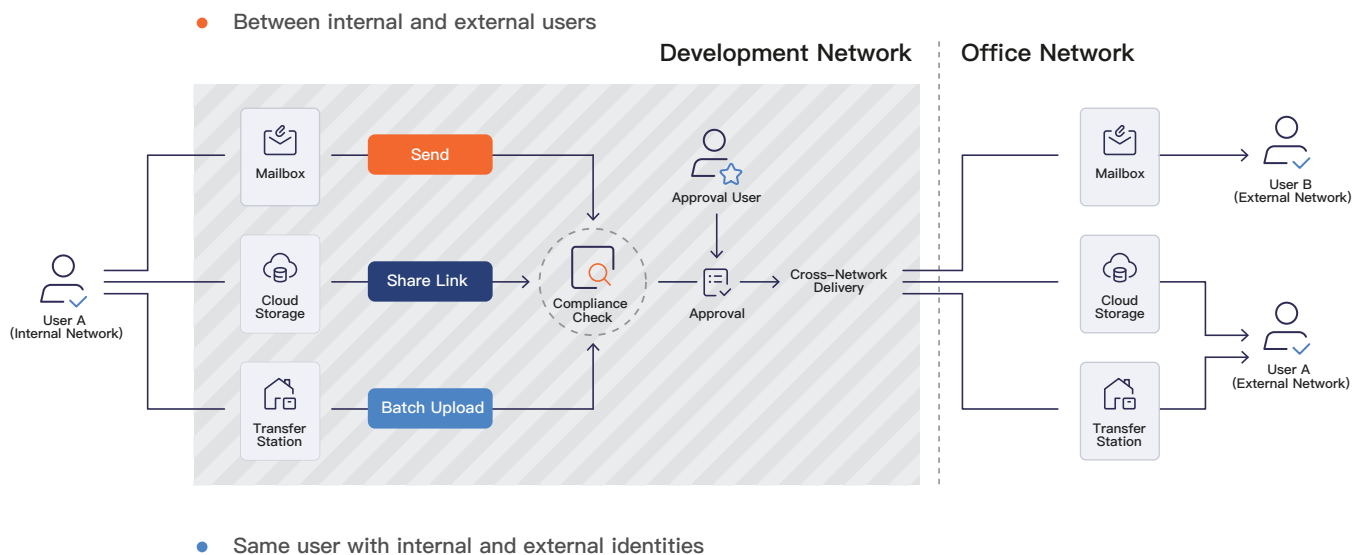 Between internal and external users
Development Network
Office Network
Mailbox
Send
Approval User
Mailbox
User B
(External Network)
User A
(Internal Network)
Cloud
Storage
Share Link
Compliance
Check
Approval
Cross-Network
Delivery
Cloud
Storage
User A
(External Network)
Transfer
Station
Batch Upload
Transfer
Station
Same user with internal and external identities